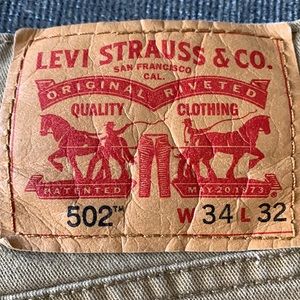 LEVI STRAUSS & CO.
SAN FRANCISCO
CAL.
ORIGINAL RIVETED
QUALITY CLOTHING
PATENTED MAY 20 1873
502™ W 34 L 32